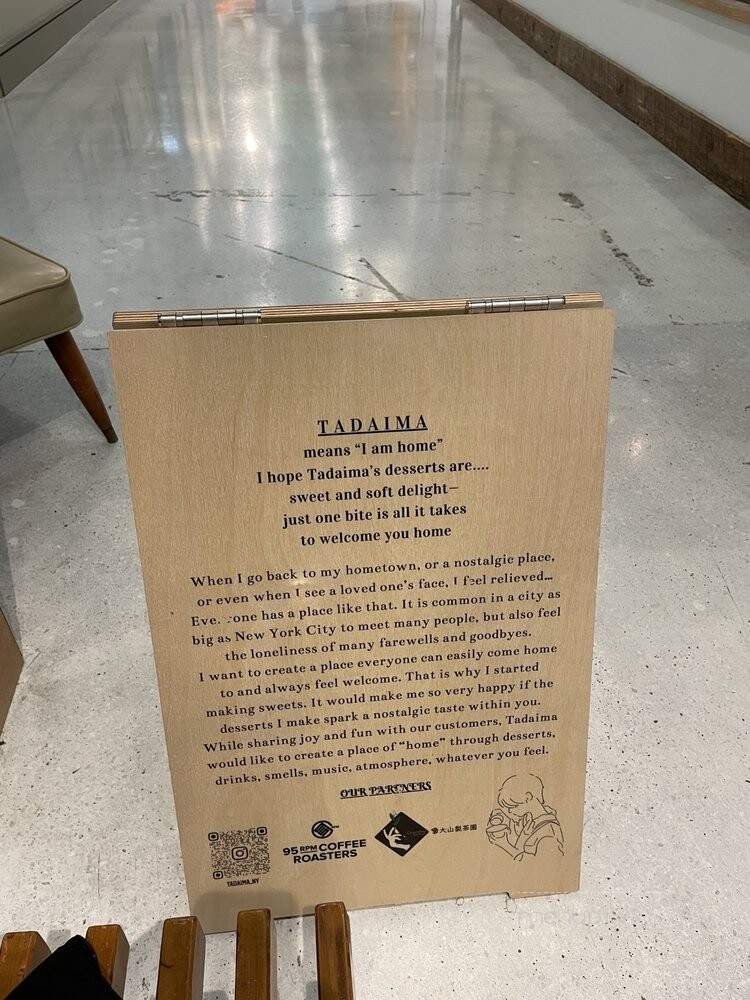 TADAIMA
means “I am home”
I hope Tadaima’s desserts are....
sweet and soft delight—
just one bite is all it takes
to welcome you home
When I go back to my hometown, or a nostalgic place,
or even when I see a loved one’s face, I feel relieved...
one has a place like that. It is common in a city as
big as New York City to meet many people, but also feel
the loneliness of many farewells and goodbyes.
I want to create a place everyone can easily come home
to and always feel welcome. That is why I started
making sweets. It would make me so very happy if the
desserts I make spark a nostalgic taste within you.
While sharing joy and fun with our customers, Tadaima
would like to create a place of “home” through desserts,
drinks, smells, music, atmosphere, whatever you feel.
OUR PARTNERS
95 RPM COFFEE
ROASTERS
大山製茶園
TADAIMA.NY